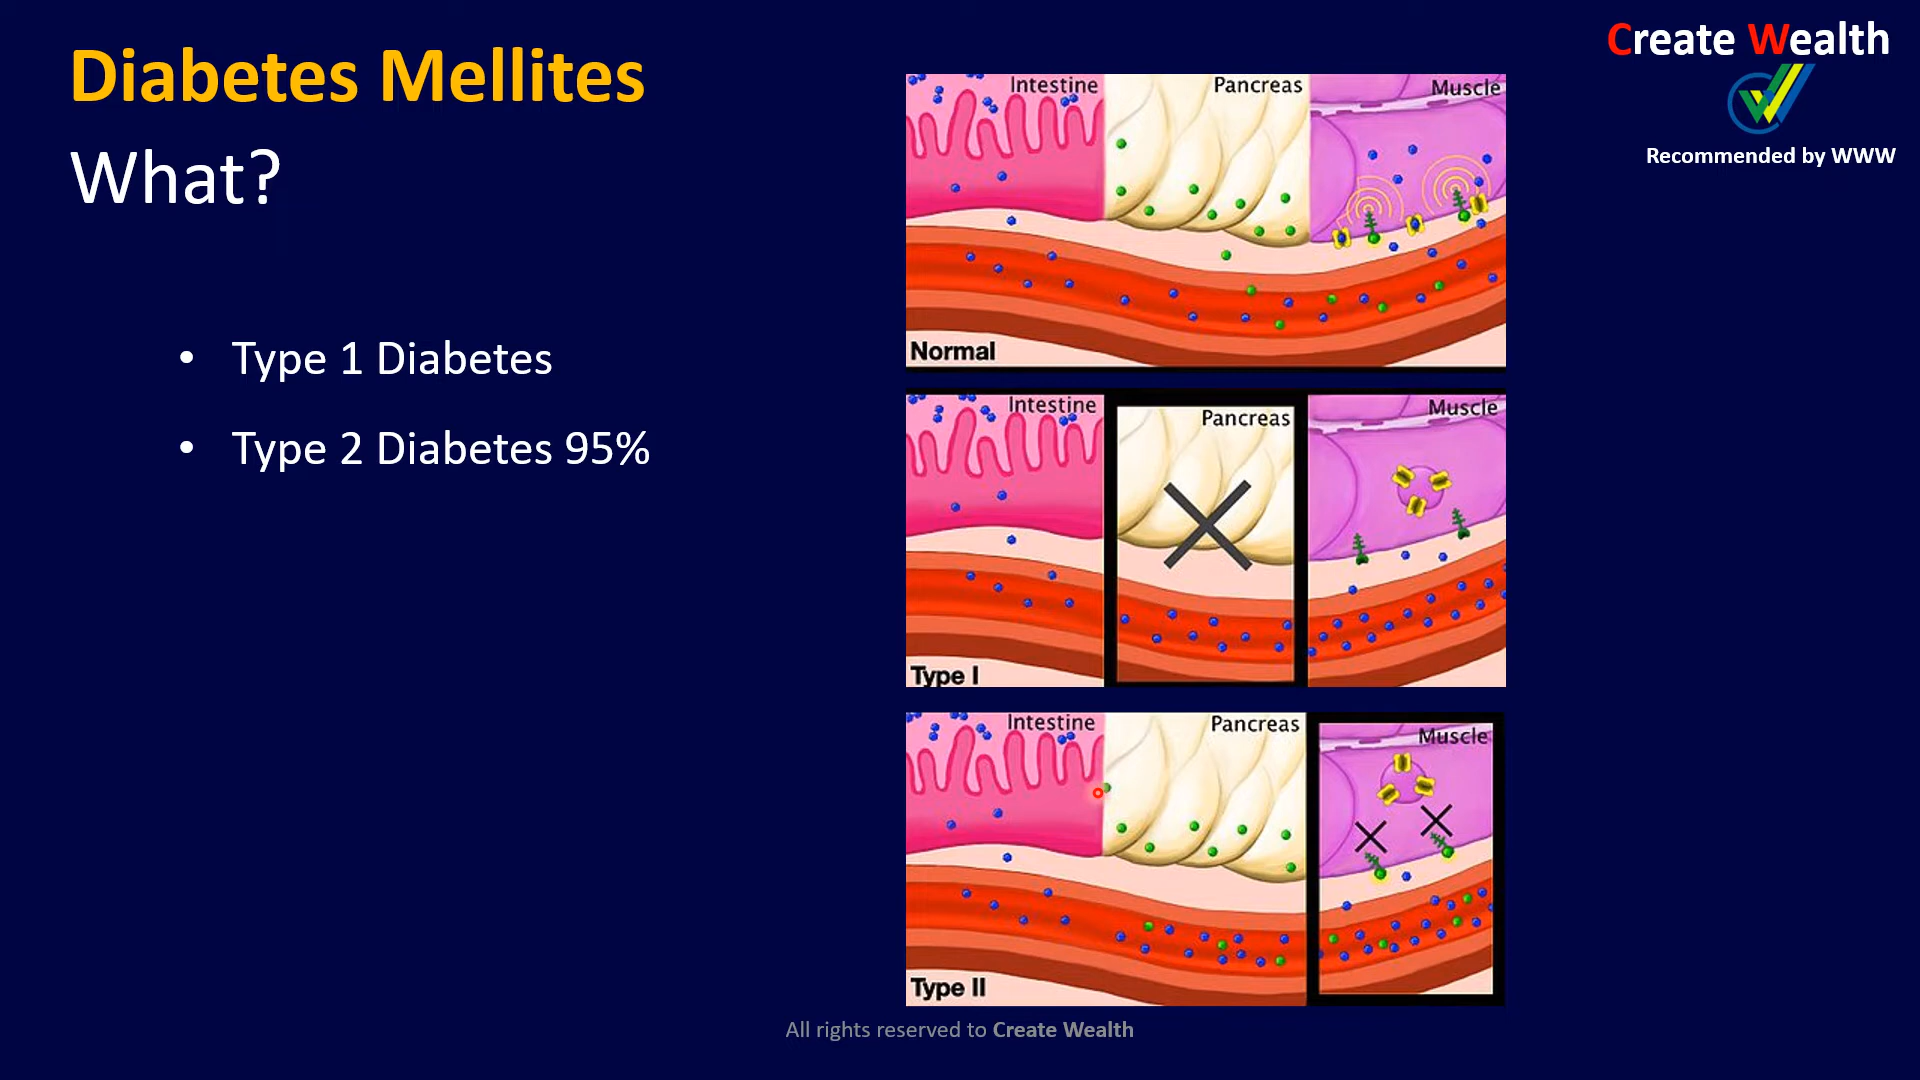 Diabetes Mellites
What?
• Type 1 Diabetes
• Type 2 Diabetes 95%
Create Wealth
Recommended by WWW
Intestine Pancreas Muscle
Normal
Intestine Pancreas Muscle
Type I
Intestine Pancreas Muscle
Type II
All rights reserved to Create Wealth